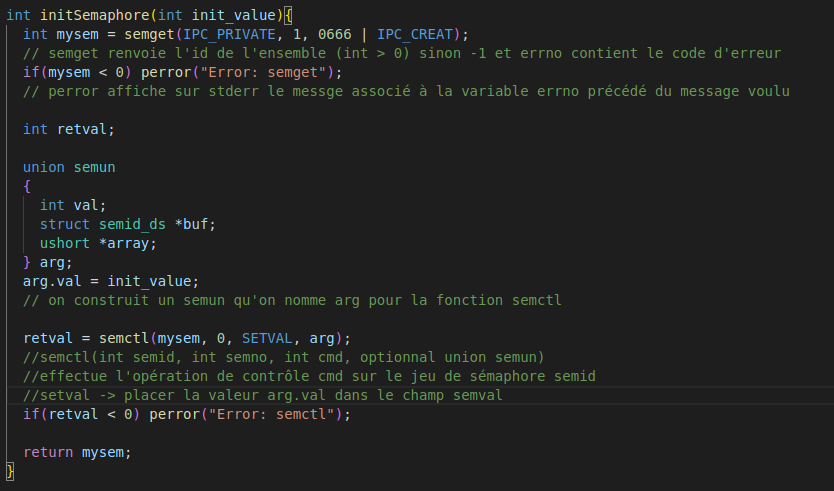 int initSemaphore(int init_value){
int mysem = semget(IPC_PRIVATE, 1, 0666 | IPC_CREAT);
// semget renvoie l'id de l'ensemble (int > 0) sinon -1 et errno contient le code d'erreur
if(mysem < 0) perror("Error: semget");
// perror affiche sur stderr le messge associé à la variable errno précédé du message voulu
int retval;
union semun
{
int val;
struct semid_ds *buf;
ushort *array;
} arg;
arg.val = init_value;
// on construit un semun qu'on nomme arg pour la fonction semctl
retval = semctl(mysem, 0, SETVAL, arg);
//semctl(int semid, int semno, int cmd, optionnal union semun)
//effectue l'opération de contrôle cmd sur le jeu de sémaphore semid
//setval -> placer la valeur arg.val dans le champ semval
if(retval < 0) perror("Error: semctl");
return mysem;
}